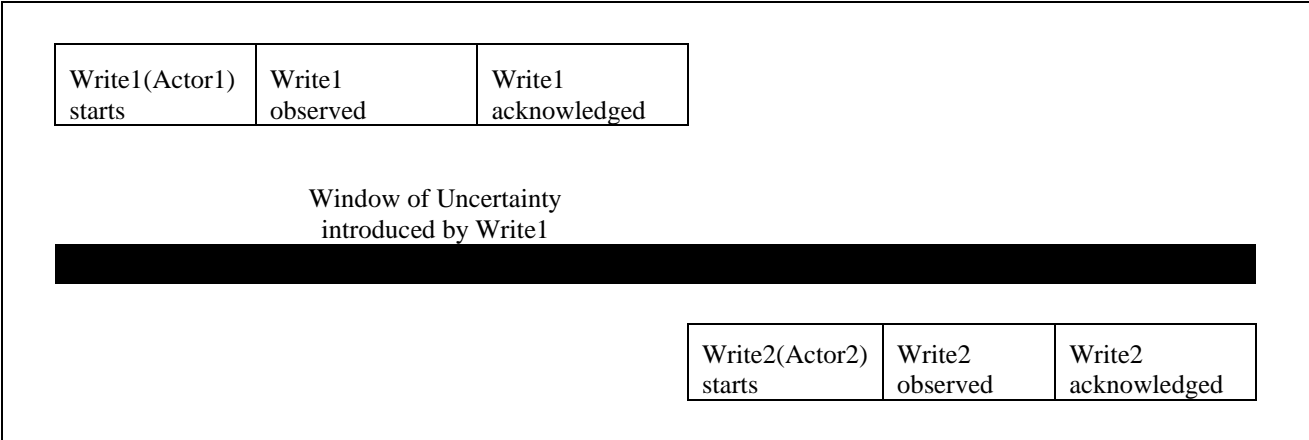 Write1(Actor1) starts
Write1 observed
Write1 acknowledged
Window of Uncertainty
introduced by Write1
Write2(Actor2) starts
Write2 observed
Write2 acknowledged